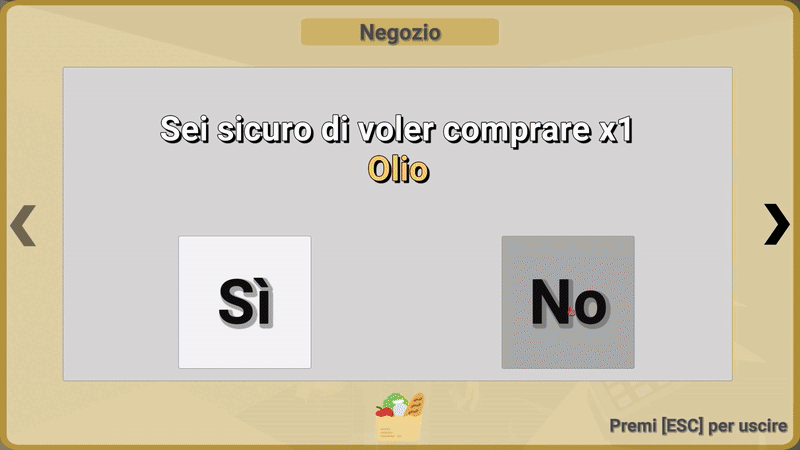 Negozio
Sei sicuro di voler comprare x1
Olio
Sì
No
Premi [ESC] per uscire